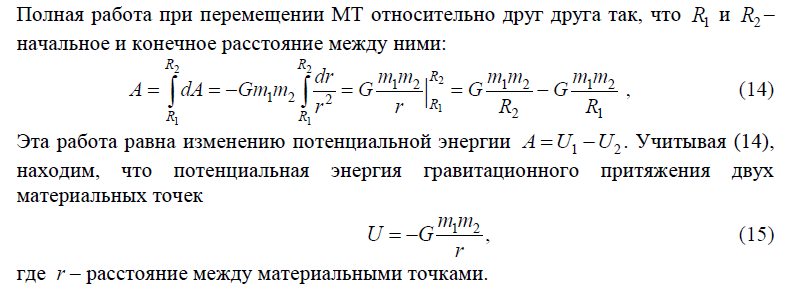 Полная работа при перемещении МТ относительно друг друга так, что R₁ и R₂ –
начальное и конечное расстояние между ними:
A = ∫_{R₁}^{R₂} dA = −Gm₁m₂ ∫_{R₁}^{R₂} dr/r² = G m₁m₂/r |_{R₁}^{R₂} = G m₁m₂/R₂ − G m₁m₂/R₁ , (14)
Эта работа равна изменению потенциальной энергии A = U₁ − U₂. Учитывая (14),
находим, что потенциальная энергия гравитационного притяжения двух
материальных точек
U = −G m₁m₂/r, (15)
где r – расстояние между материальными точками.